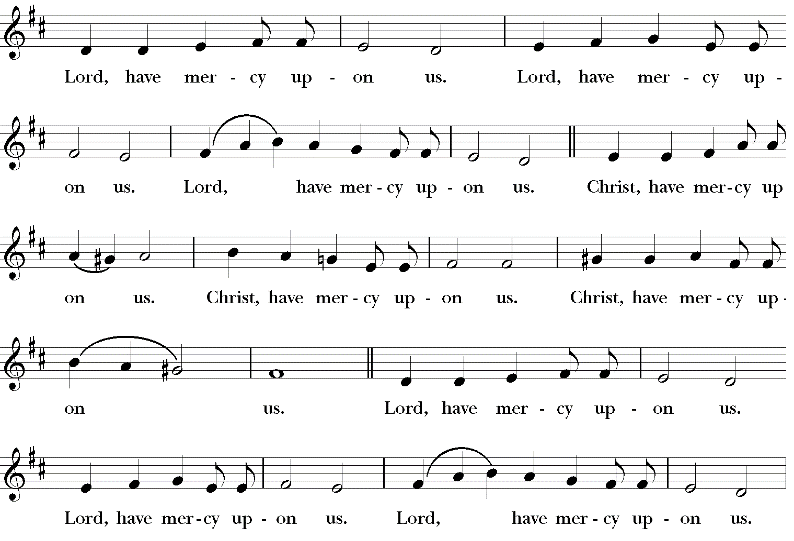 Lord, have mer - cy up - on us. Lord, have mer - cy up -
on us. Lord, have mer - cy up - on us. Christ, have mer - cy up
on us. Christ, have mer - cy up - on us. Christ, have mer - cy up -
on us. Lord, have mer - cy up - on us.
Lord, have mer - cy up - on us. Lord, have mer - cy up - on us.